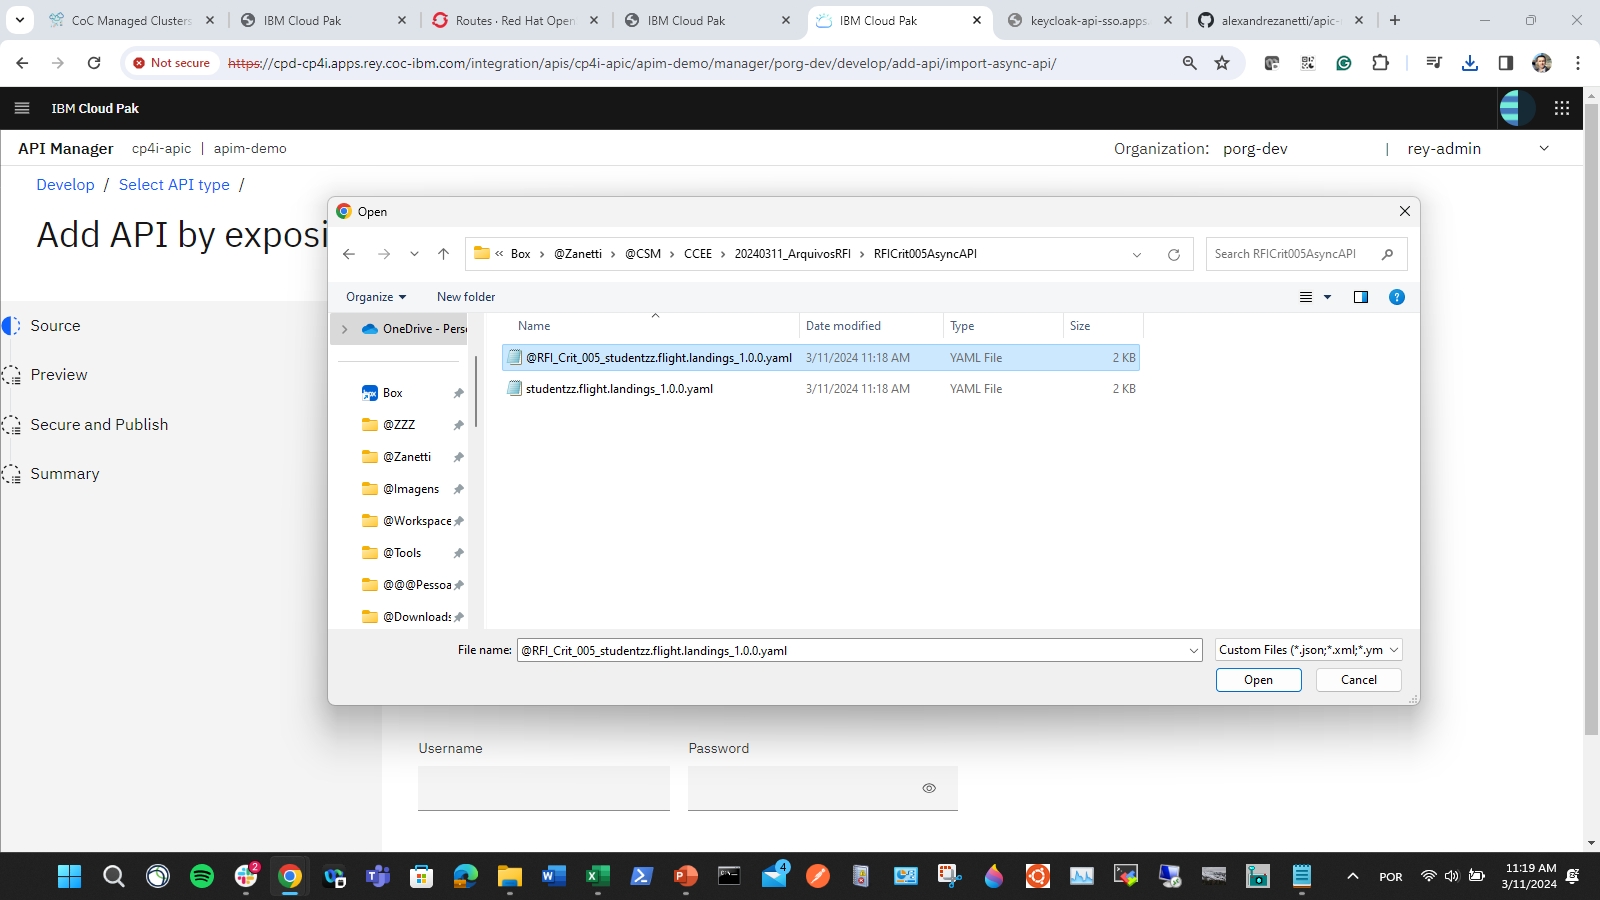 CoC Managed Clusters
IBM Cloud Pak
Routes · Red Hat Open
IBM Cloud Pak
IBM Cloud Pak
keycloak-api-sso.apps.
alexandrezanetti/apic-
Not secure
https://cpd-cp4i.apps.rey.coc-ibm.com/integration/apis/cp4i-apic/apim-demo/manager/porg-dev/develop/add-api/import-async-api/
IBM Cloud Pak
API Manager cp4i-apic | apim-demo
Organization: porg-dev | rey-admin
Develop / Select API type /
Add API by exposi
Source
Preview
Secure and Publish
Summary
Open
« Box › @Zanetti › @CSM › CCEE › 20240311_ArquivosRFI › RFICrit005AsyncAPI
Search RFICrit005AsyncAPI
Organize
New folder
OneDrive - Perso
Box
@ZZZ
@Zanetti
@Imagens
@Workspace
@Tools
@@@Pessoa
@Downloads
Name Date modified Type Size
@RFI_Crit_005_studentzz.flight.landings_1.0.0.yaml 3/11/2024 11:18 AM YAML File 2 KB
studentzz.flight.landings_1.0.0.yaml 3/11/2024 11:18 AM YAML File 2 KB
File name: @RFI_Crit_005_studentzz.flight.landings_1.0.0.yaml
Custom Files (*.json;*.xml;*.ym
Open
Cancel
Username
Password
2
4
POR
11:19 AM
3/11/2024